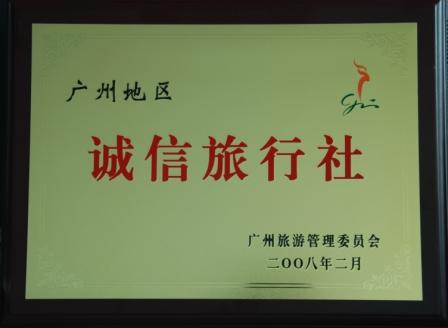 广州地区
诚信旅行社
广州旅游管理委员会
二〇〇八年二月